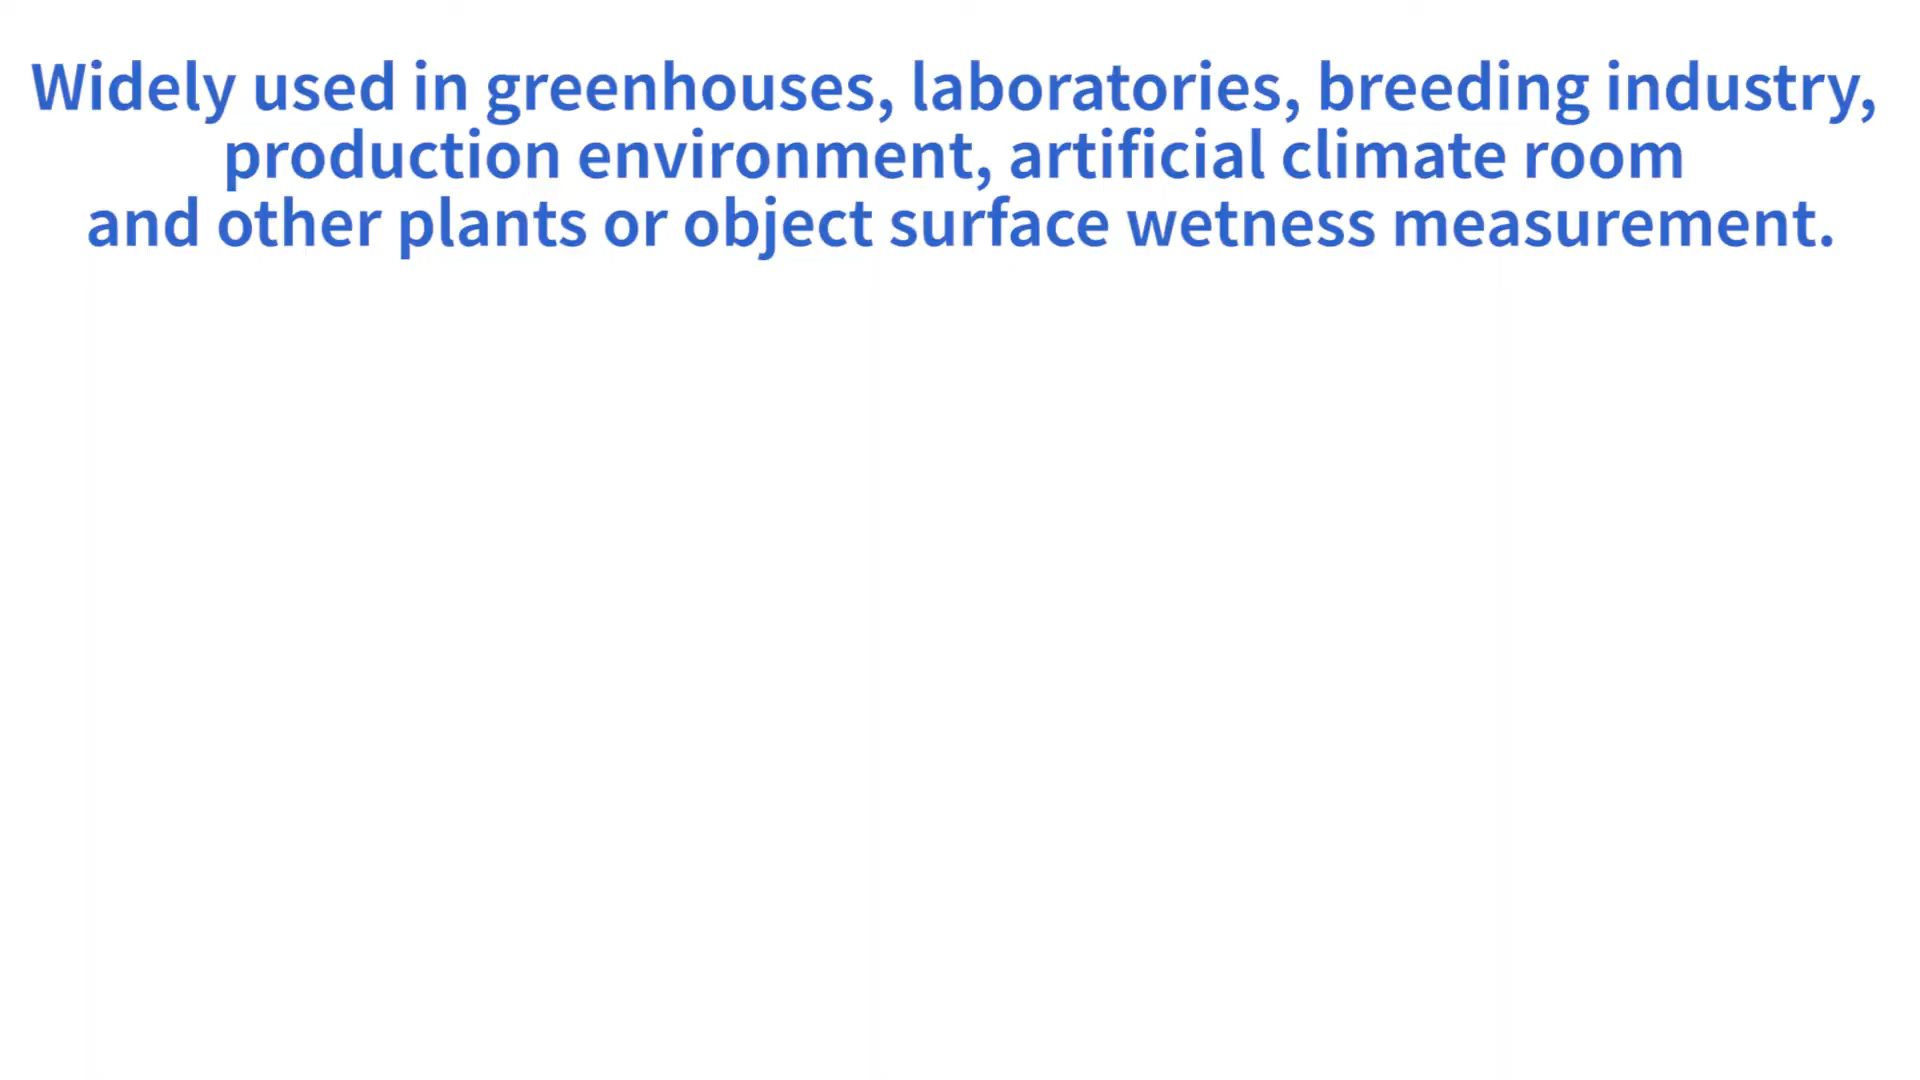 Widely used in greenhouses, laboratories, breeding industry,
production environment, artificial climate room
and other plants or object surface wetness measurement.